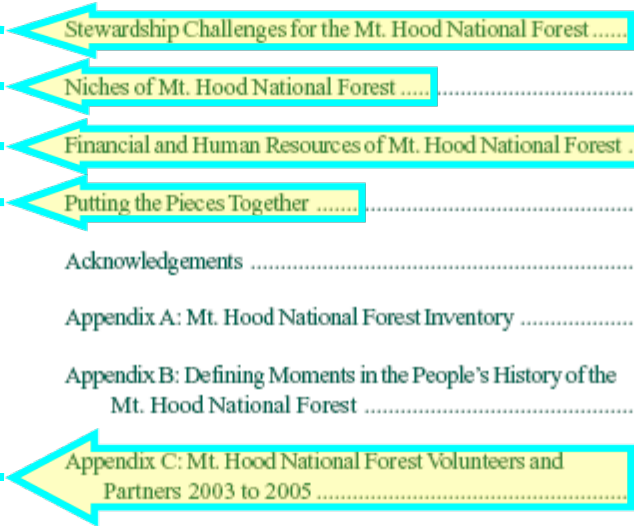 Stewardship Challenges for the Mt. Hood National Forest ......
Niches of Mt. Hood National Forest .....................................
Financial and Human Resources of Mt. Hood National Forest .
Putting the Pieces Together ....................................................
Acknowledgements ...............................................................
Appendix A: Mt. Hood National Forest Inventory ...................
Appendix B: Defining Moments in the People's History of the
Mt. Hood National Forest .............................................
Appendix C: Mt. Hood National Forest Volunteers and
Partners 2003 to 2005 ...................................................